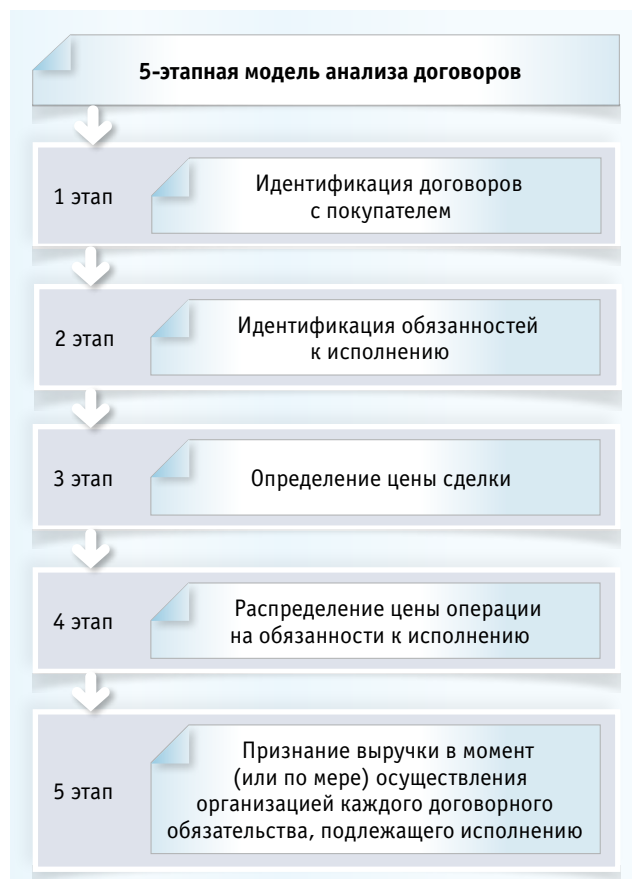 5-этапная модель анализа договоров
1 этап
Идентификация договоров
с покупателем
2 этап
Идентификация обязанностей
к исполнению
3 этап
Определение цены сделки
4 этап
Распределение цены операции
на обязанности к исполнению
5 этап
Признание выручки в момент
(или по мере) осуществления
организацией каждого договорного
обязательства, подлежащего исполнению